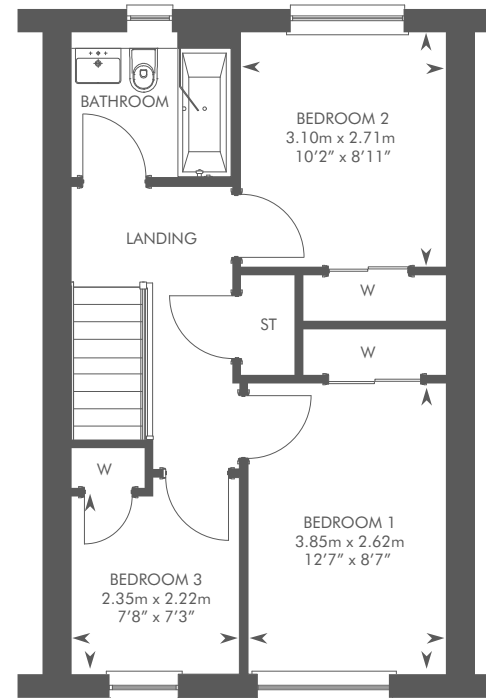 BATHROOM
BEDROOM 2
3.10m x 2.71m
10’2” x 8’11”
LANDING
W
ST
W
W
BEDROOM 1
3.85m x 2.62m
12’7” x 8’7”
BEDROOM 3
2.35m x 2.22m
7’8” x 7’3”